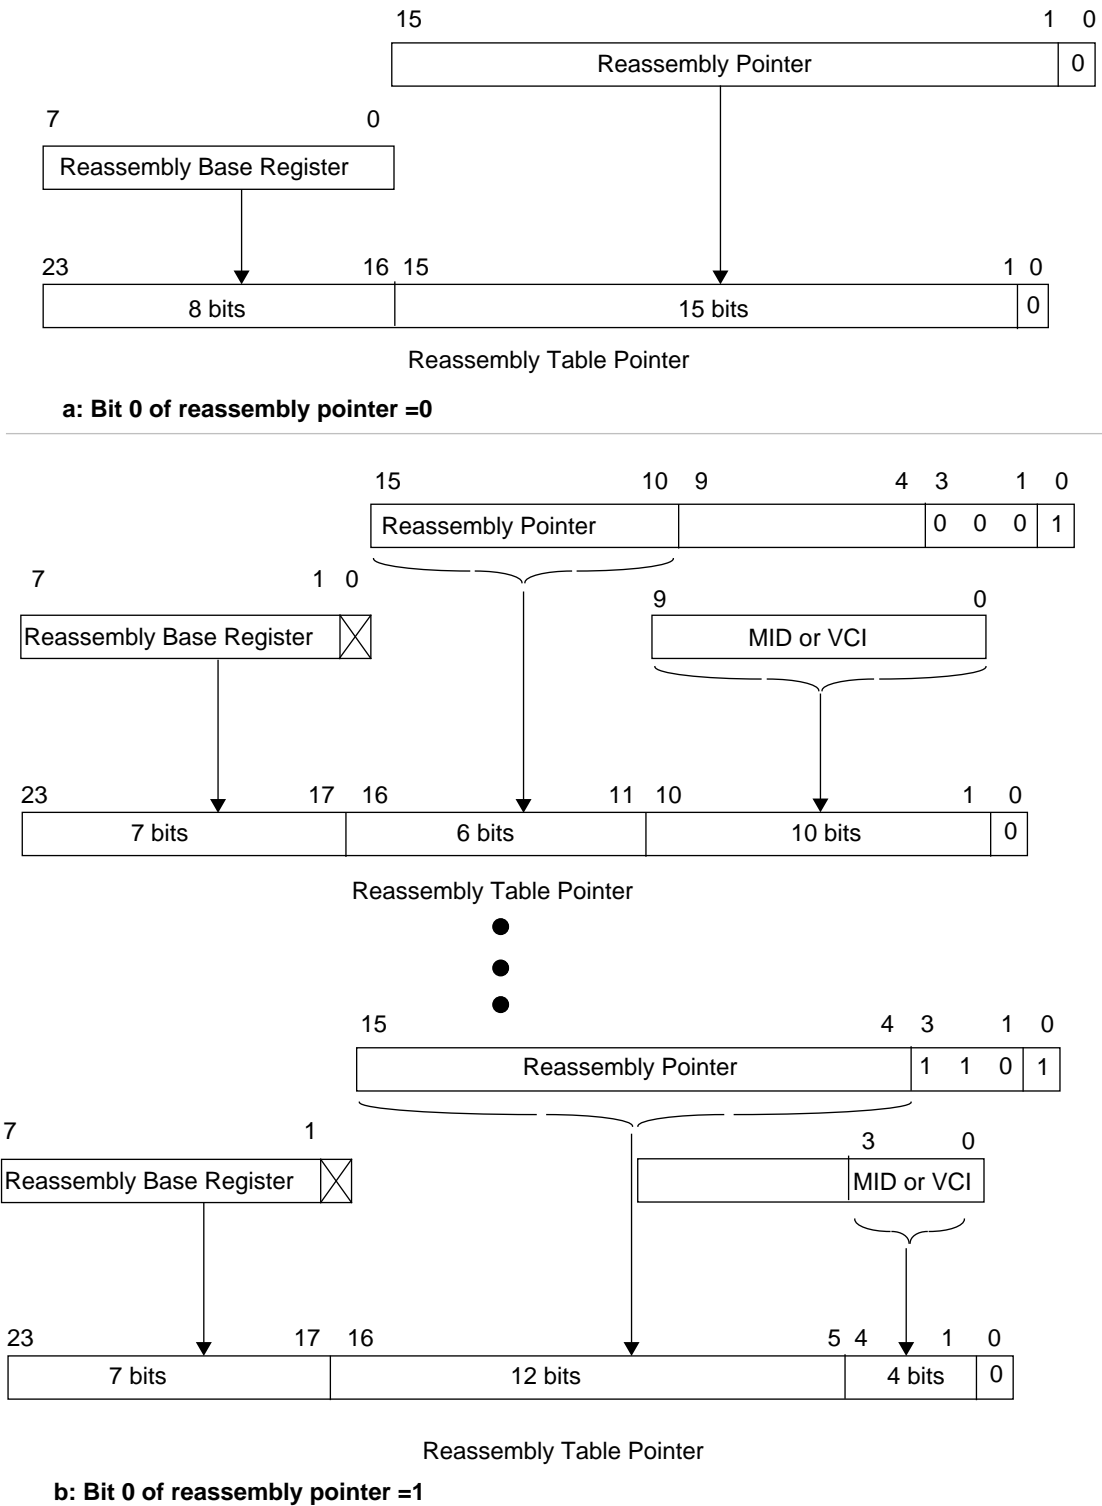 15 1 0
Reassembly Pointer 0
7 0
Reassembly Base Register
23 16 15 1 0
8 bits 15 bits 0
Reassembly Table Pointer
a: Bit 0 of reassembly pointer =0
15 10 9 4 3 1 0
Reassembly Pointer 0 0 0 1
7 1 0
9 0
Reassembly Base Register MID or VCI
23 17 16 11 10 1 0
7 bits 6 bits 10 bits 0
Reassembly Table Pointer
15 4 3 1 0
Reassembly Pointer 1 1 0 1
7 1
3 0
Reassembly Base Register MID or VCI
23 17 16 5 4 1 0
7 bits 12 bits 4 bits 0
Reassembly Table Pointer
b: Bit 0 of reassembly pointer =1